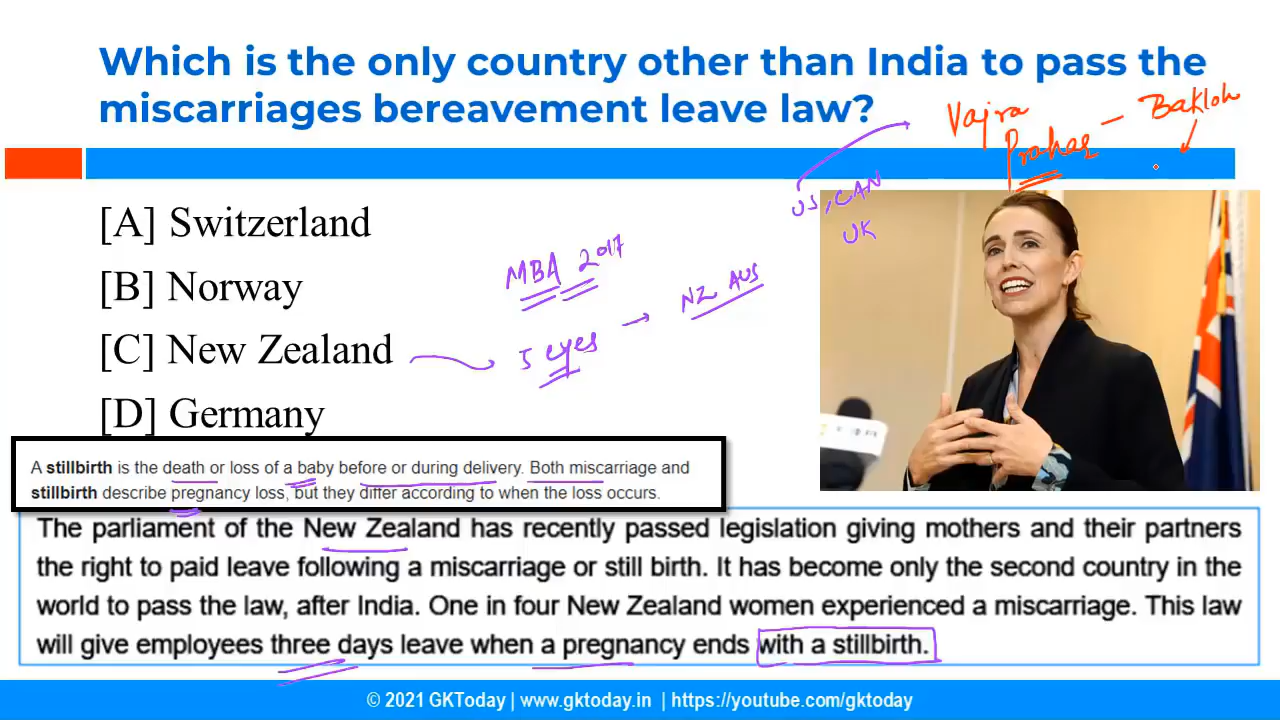 Which is the only country other than India to pass the
miscarriages bereavement leave law?
Vajra
Prahar – Bakloh
US, CAN
UK
[A] Switzerland
MBA 2017
[B] Norway
NZ AUS
[C] New Zealand
5 eyes
[D] Germany
A stillbirth is the death or loss of a baby before or during delivery. Both miscarriage and
stillbirth describe pregnancy loss, but they differ according to when the loss occurs.
The parliament of the New Zealand has recently passed legislation giving mothers and their partners
the right to paid leave following a miscarriage or still birth. It has become only the second country in the
world to pass the law, after India. One in four New Zealand women experienced a miscarriage. This law
will give employees three days leave when a pregnancy ends with a stillbirth.
© 2021 GKToday | www.gktoday.in | https://youtube.com/gktoday